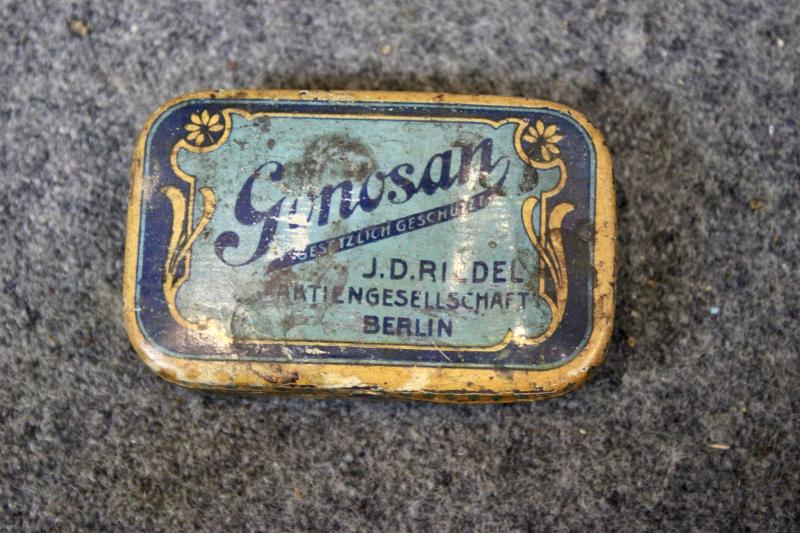 Gonosan
GESETZLICH GESCHÜTZT
J.D. RIEDEL
AKTIENGESELLSCHAFT
BERLIN